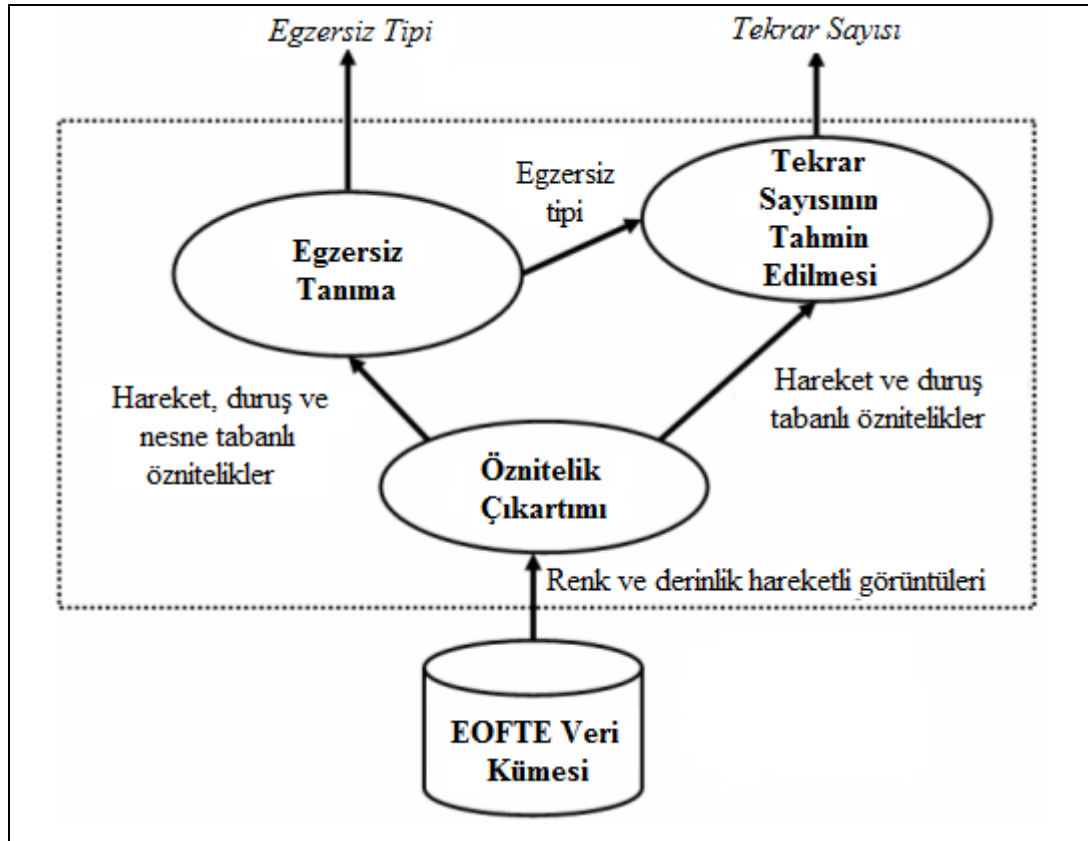 Egzersiz Tipi
Tekrar Sayısı
Egzersiz
tipi
Tekrar
Sayısının
Tahmin
Edilmesi
Egzersiz
Tanıma
Hareket, duruş ve
nesne tabanlı
öznitelikler
Hareket ve duruş
tabanlı öznitelikler
Öznitelik
Çıkartımı
Renk ve derinlik hareketli görüntüleri
EOFTE Veri
Kümesi